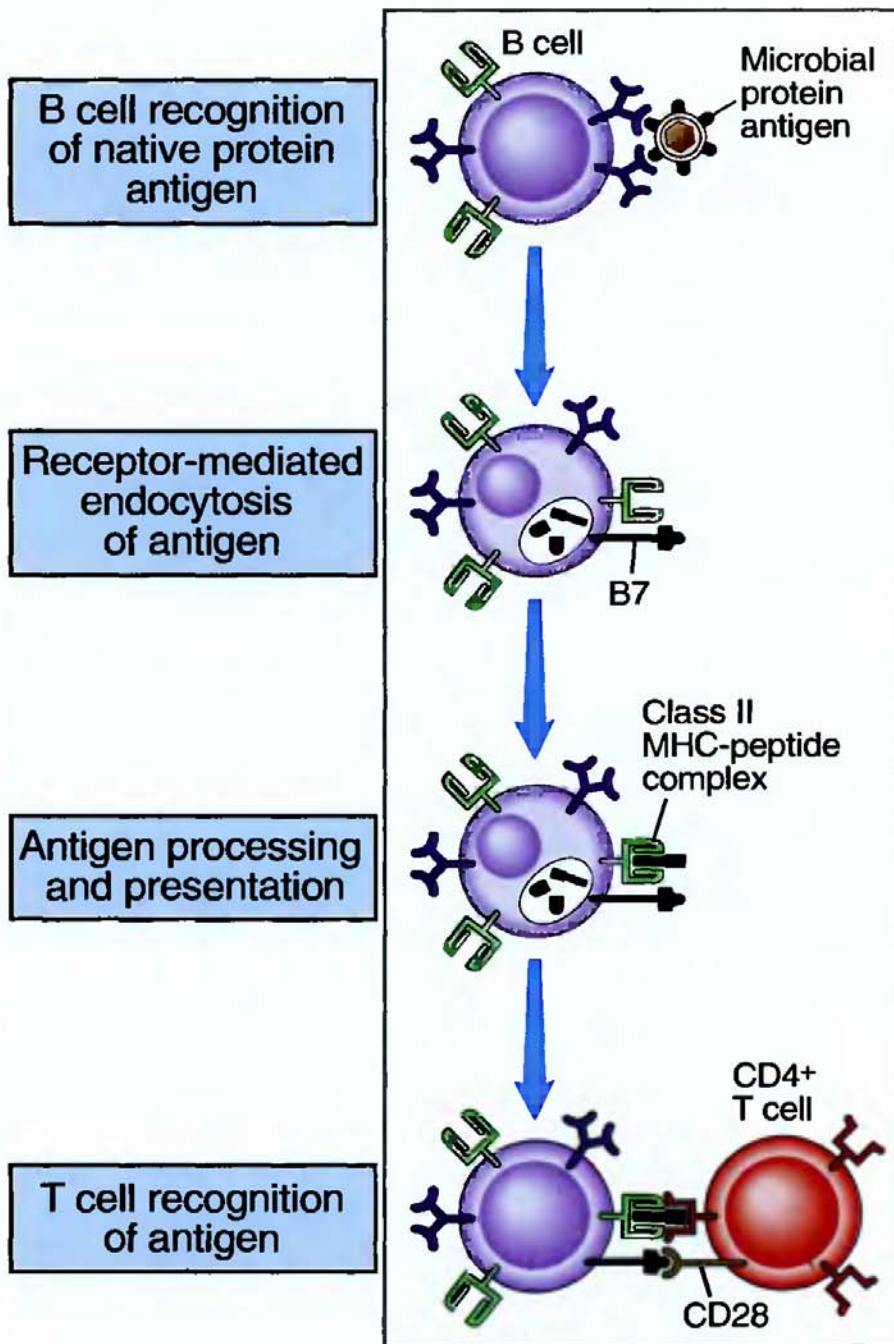 B cell
Microbial
protein
antigen
B cell recognition
of native protein
antigen
Receptor-mediated
endocytosis
of antigen
B7
Class II
MHC-peptide
complex
Antigen processing
and presentation
CD4+
T cell
T cell recognition
of antigen
CD28